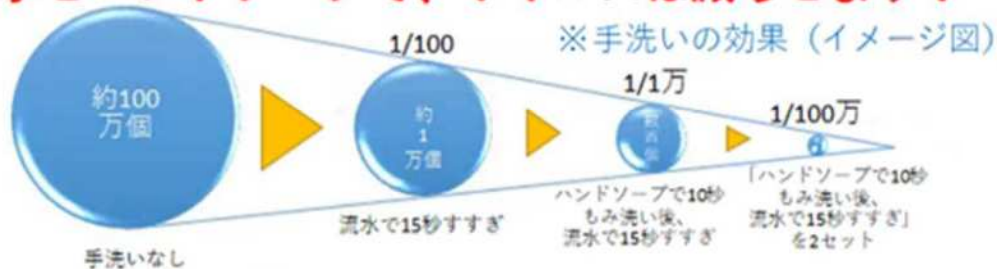 ※手洗いの効果（イメージ図）
1/100
1/1万
1/100万
約100
万個
約
1
万個
数百個
手洗いなし
流水で15秒すすぎ
ハンドソープで10秒
もみ洗い後、
流水で15秒すすぎ
「ハンドソープで10秒
もみ洗い後、
流水で15秒すすぎ」
を2セット